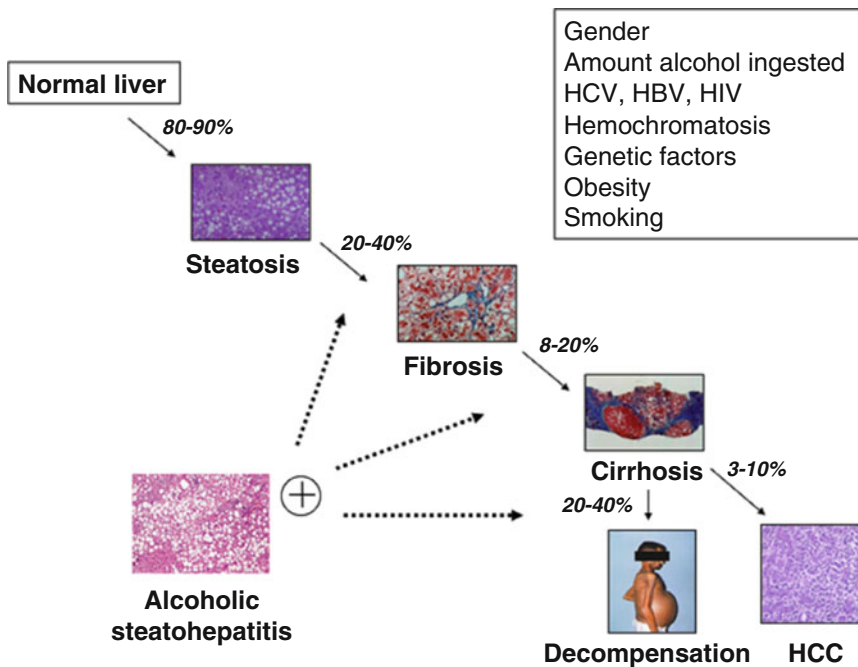 Gender
Amount alcohol ingested
HCV, HBV, HIV
Hemochromatosis
Genetic factors
Obesity
Smoking
Normal liver
80-90%
Steatosis
20-40%
Fibrosis
8-20%
Cirrhosis
3-10%
20-40%
Alcoholic
steatohepatitis
Decompensation
HCC